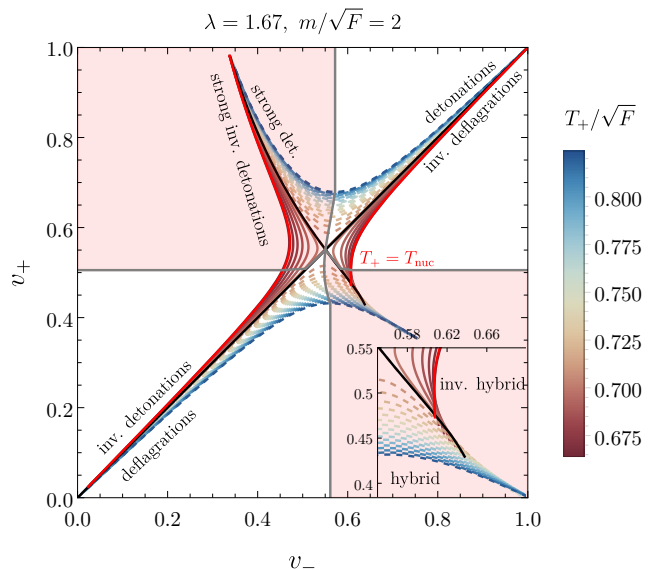 λ = 1.67, m/√F = 2
T₊/√F
1.0
0.8
0.6
0.4
0.2
0.0
v₊
0.0
0.2
0.4
0.6
0.8
1.0
v₋
strong det.
strong inv. detonations
detonations
inv. deflagrations
T₊ = Tnuc
inv. detonations
deflagrations
0.58
0.62
0.66
0.55
0.5
0.45
0.4
inv. hybrid
hybrid
0.800
0.775
0.750
0.725
0.700
0.675